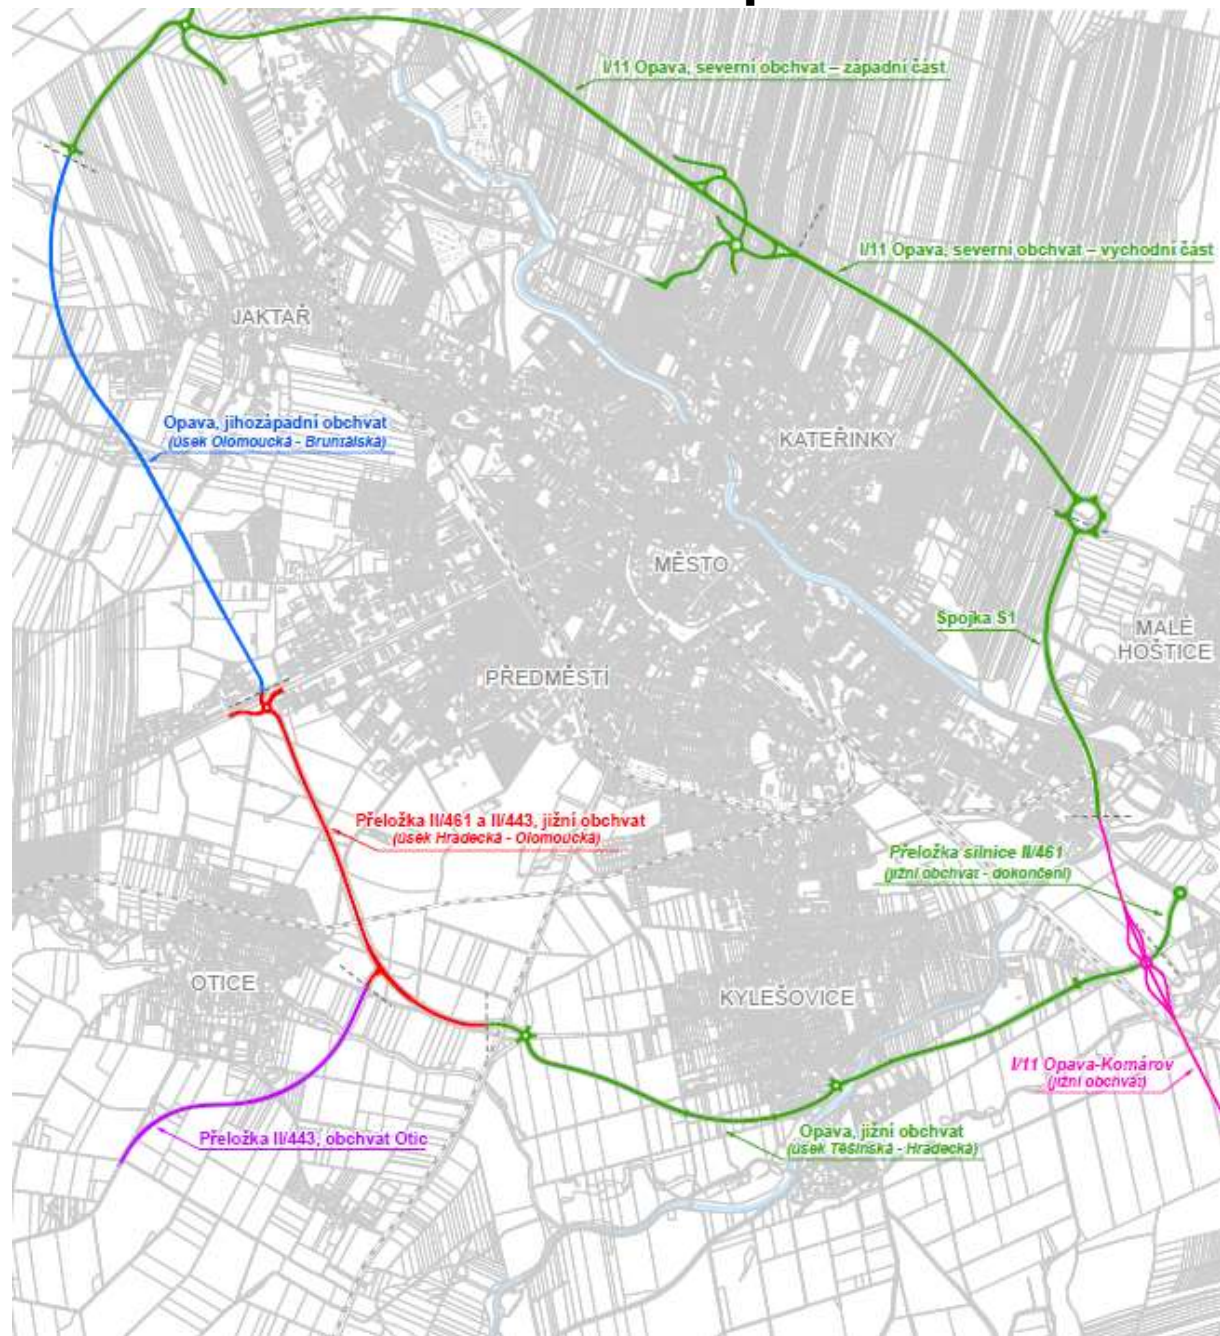 I/11 Opava, severní obchvat – západní část
I/11 Opava, severní obchvat – východní část
JAKTAŘ
Opava, jihozápadní obchvat
(úsek Olomoucká - Bruntálská)
KATEŘINKY
MĚSTO
Spojka S1
MALÉ
HOŠTICE
PŘEDMĚSTÍ
Přeložka II/461 a II/443, jižní obchvat
(úsek Hradecká - Olomoucká)
Přeložka silnice II/461
(jižní obchvat - dokončení)
OTICE
KYLEŠOVICE
I/11 Opava-Komárov
(jižní obchvat)
Přeložka II/443, obchvat Otic
Opava, jižní obchvat
(úsek Těšínská - Hradecká)